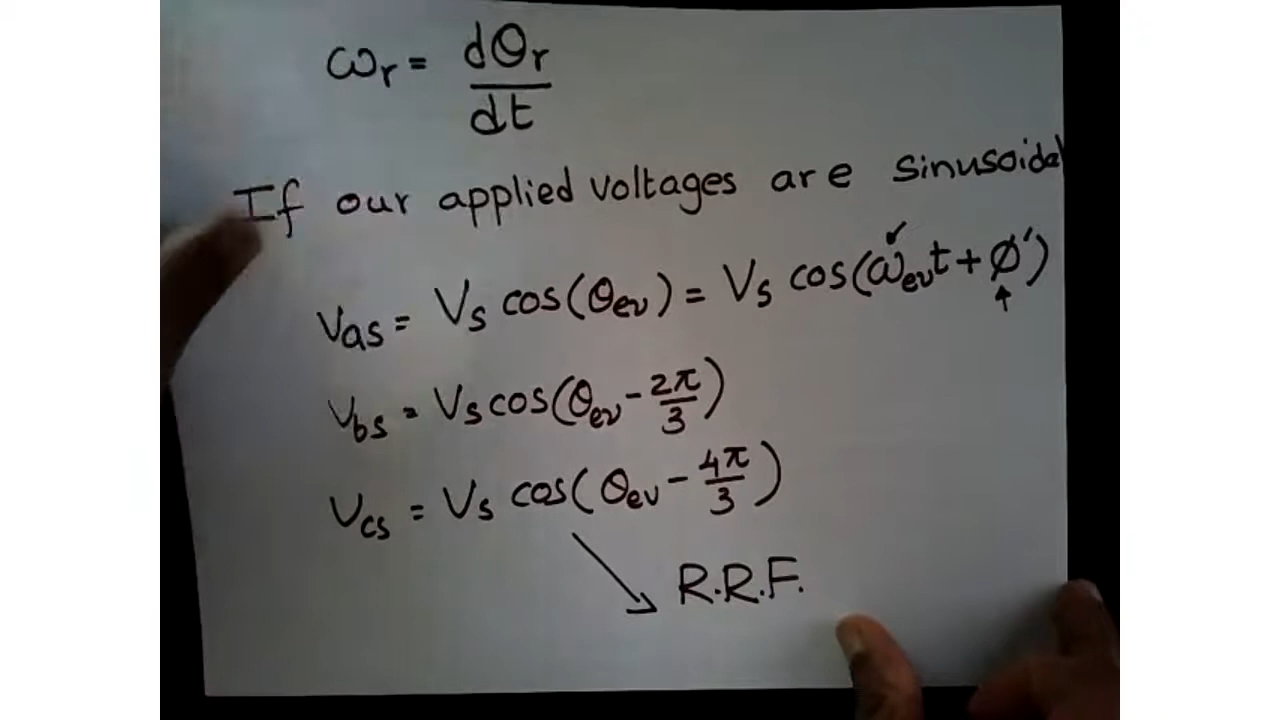 ωr = dθr/dt
If our applied voltages are sinusoidal
Vas = Vs cos(θev) = Vs cos(ωevt + φ')
Vbs = Vs cos(θev - 2π/3)
Vcs = Vs cos(θev - 4π/3)
R.R.F.